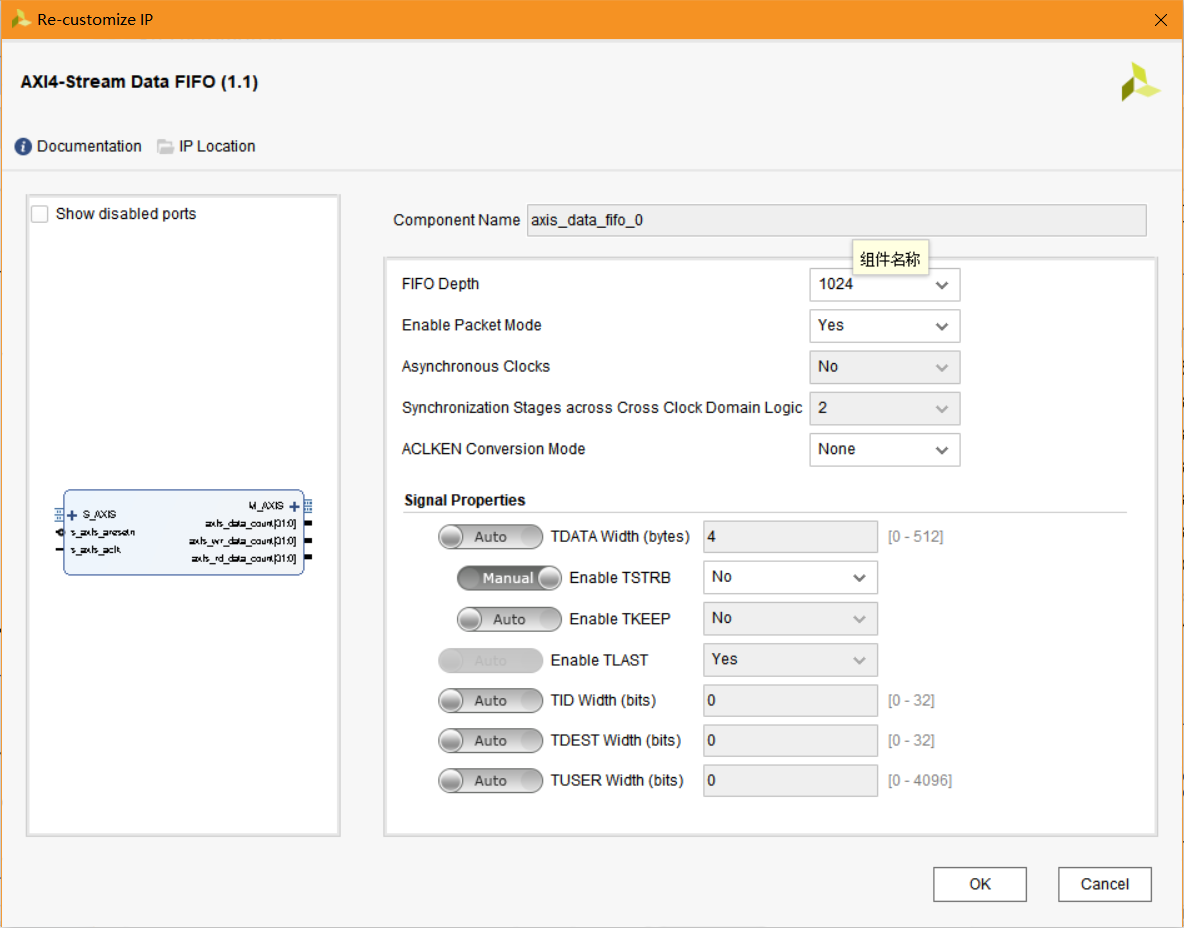 Re-customize IP
AXI4-Stream Data FIFO (1.1)
Documentation IP Location
Show disabled ports
S_AXIS
s_axis_aresetn
s_axis_aclk
M_AXIS
axis_data_count[31:0]
axis_wr_data_count[31:0]
axis_rd_data_count[31:0]
Component Name axis_data_fifo_0
组件名称
FIFO Depth 1024
Enable Packet Mode Yes
Asynchronous Clocks No
Synchronization Stages across Cross Clock Domain Logic 2
ACLKEN Conversion Mode None
Signal Properties
Auto TDATA Width (bytes) 4 [0 - 512]
Manual Enable TSTRB No
Auto Enable TKEEP No
Auto Enable TLAST Yes
Auto TID Width (bits) 0 [0 - 32]
Auto TDEST Width (bits) 0 [0 - 32]
Auto TUSER Width (bits) 0 [0 - 4096]
OK Cancel